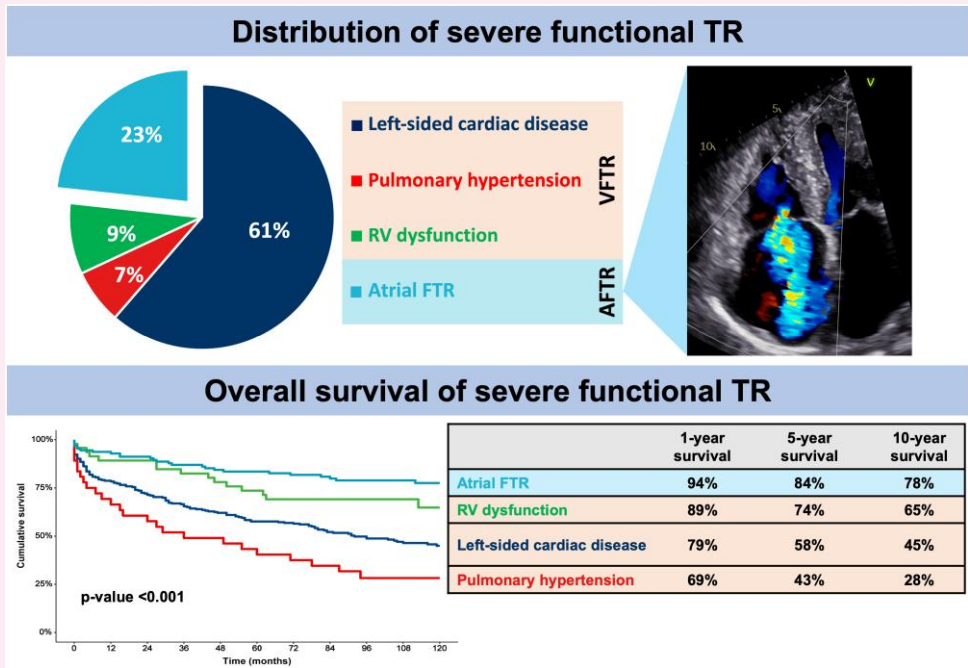 Distribution of severe functional TR
23%
9%
7%
61%
Left-sided cardiac disease
Pulmonary hypertension
RV dysfunction
Atrial FTR
VFTR
AFTR
5
10
V
Overall survival of severe functional TR
Cumulative survival
100%
75%
50%
25%
0%
p-value <0.001
0 12 24 36 48 60 72 84 96 108 120
Time (months)
1-year survival 5-year survival 10-year survival
Atrial FTR 94% 84% 78%
RV dysfunction 89% 74% 65%
Left-sided cardiac disease 79% 58% 45%
Pulmonary hypertension 69% 43% 28%